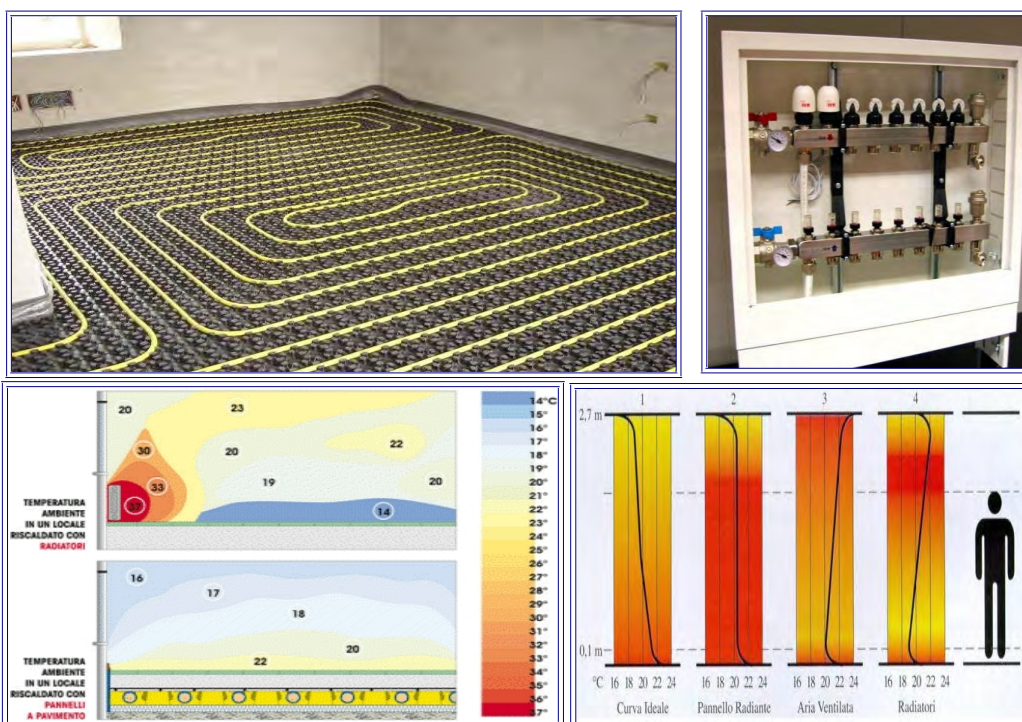 20
23
30
20
22
33
19
20
37
14
TEMPERATURA
AMBIENTE
IN UN LOCALE
RISCALDATO CON
RADIATORI
16
17
18
20
22
TEMPERATURA
AMBIENTE
IN UN LOCALE
RISCALDATO CON
PANNELLI
A PAVIMENTO
14°C
15°
16°
17°
18°
19°
20°
21°
22°
23°
24°
25°
26°
27°
28°
29°
30°
31°
32°
33°
34°
35°
36°
37°
1 2 3 4
2,7 m
0,1 m
°C 16 18 20 22 24 16 18 20 22 24 16 18 20 22 24 16 18 20 22 24
Curva Ideale Pannello Radiante Aria Ventilata Radiatori